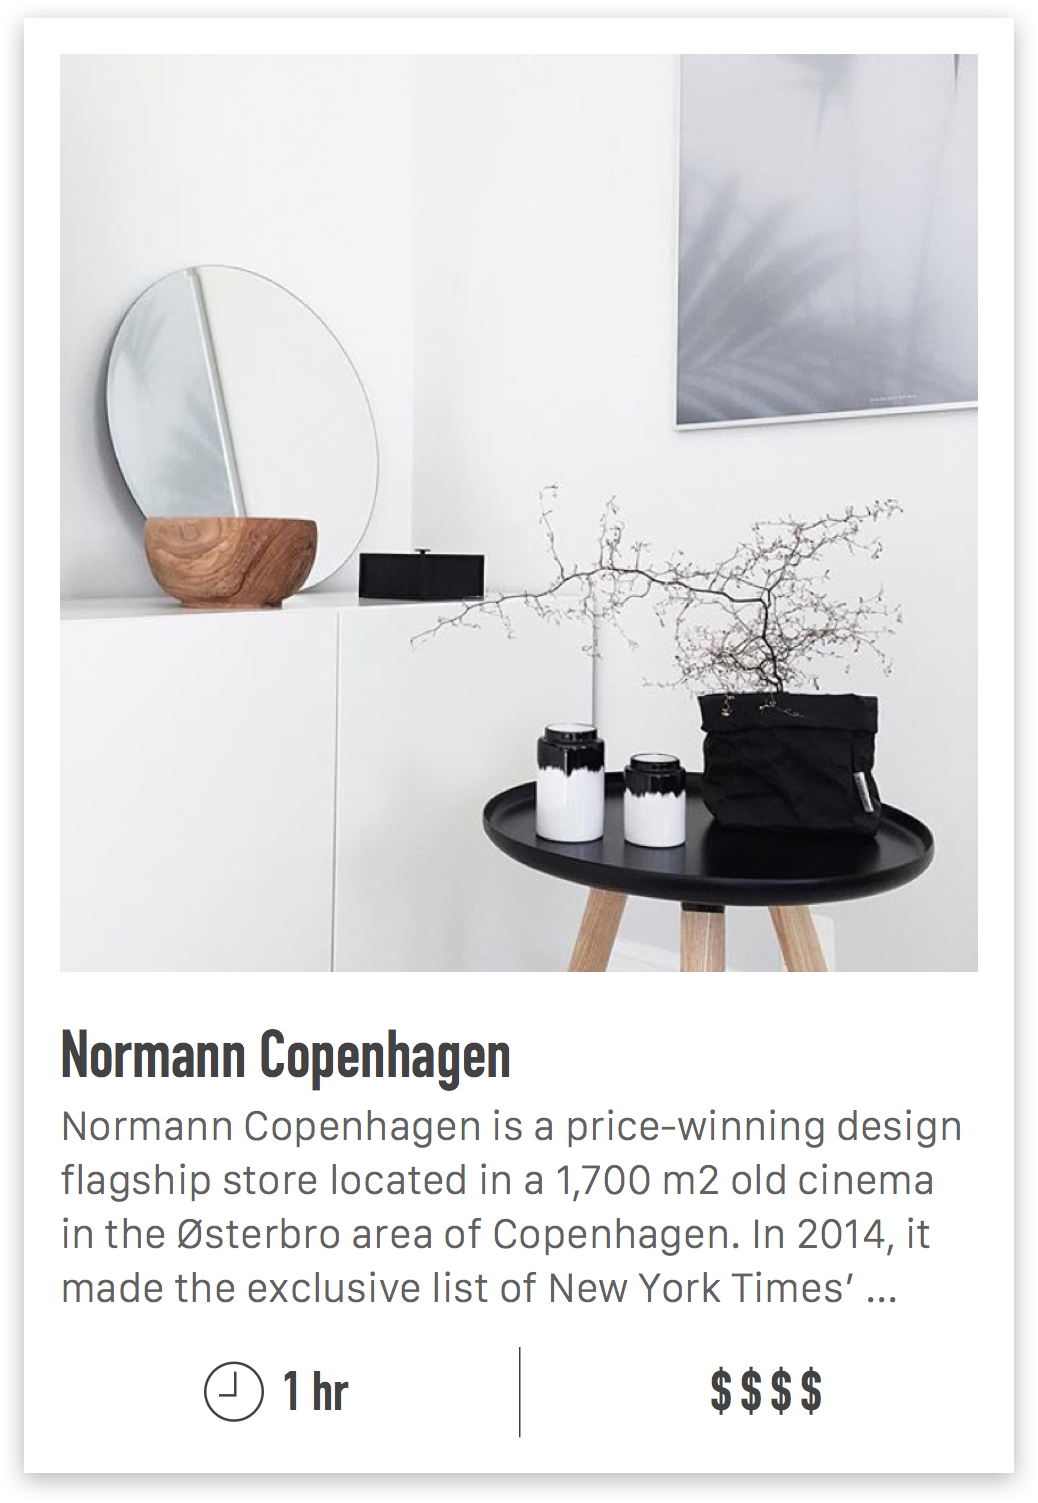 Normann Copenhagen
Normann Copenhagen is a price-winning design
flagship store located in a 1,700 m2 old cinema
in the Østerbro area of Copenhagen. In 2014, it
made the exclusive list of New York Times’ ...
1 hr
$$$$